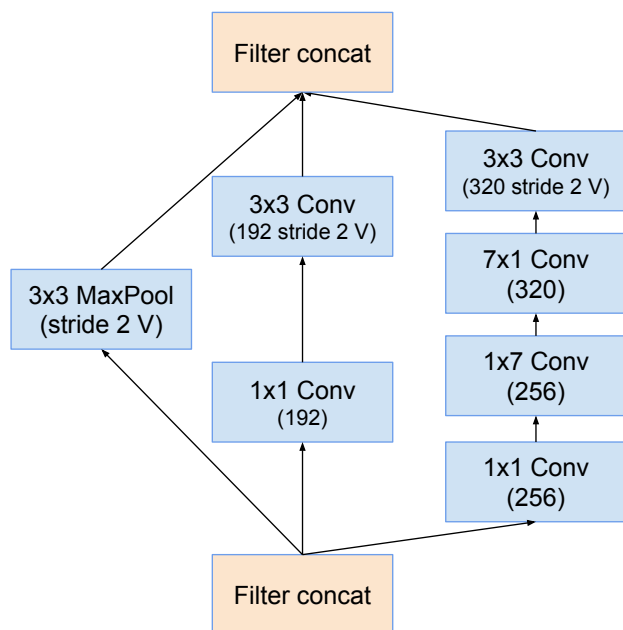 Filter concat
3x3 Conv
(320 stride 2 V)
3x3 Conv
(192 stride 2 V)
7x1 Conv
(320)
3x3 MaxPool
(stride 2 V)
1x7 Conv
(256)
1x1 Conv
(192)
1x1 Conv
(256)
Filter concat